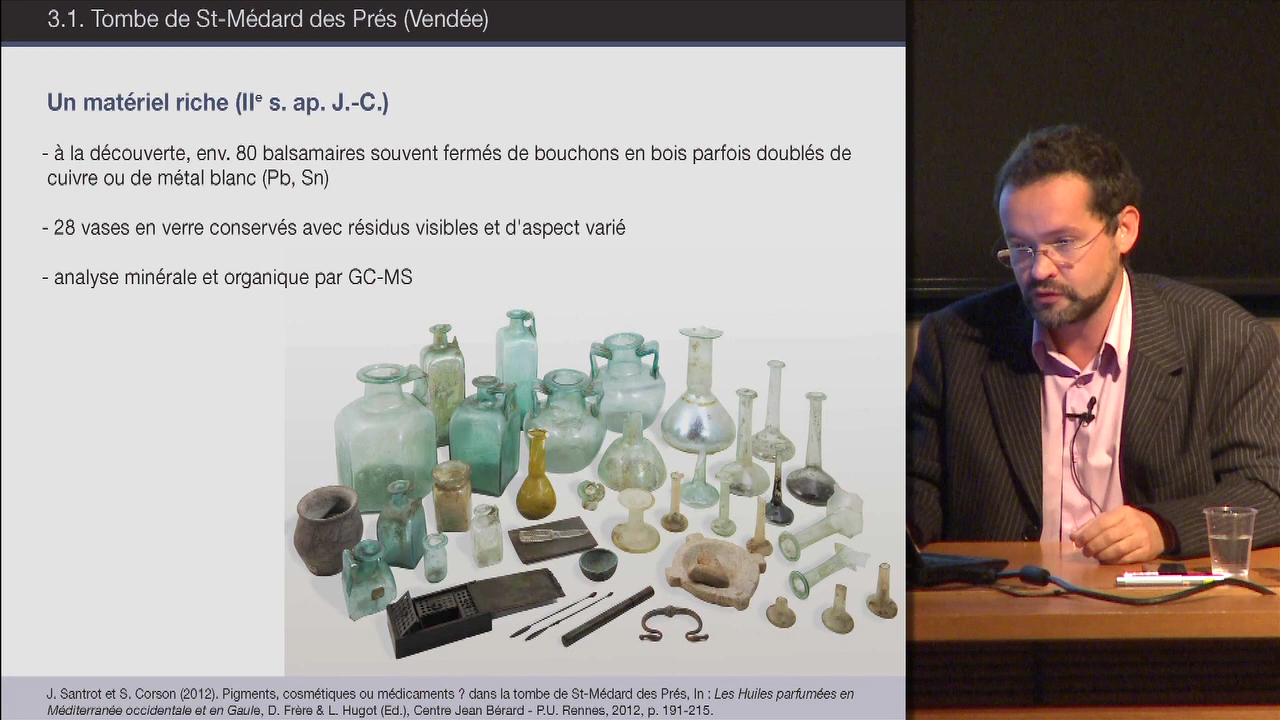 3.1. Tombe de St-Médard des Prés (Vendée)
Un matériel riche (IIe s. ap. J.-C.)
- à la découverte, env. 80 balsamaires souvent fermés de bouchons en bois parfois doublés de
cuivre ou de métal blanc (Pb, Sn)
- 28 vases en verre conservés avec résidus visibles et d'aspect varié
- analyse minérale et organique par GC-MS
J. Santrot et S. Corson (2012). Pigments, cosmétiques ou médicaments ? dans la tombe de St-Médard des Prés, In : Les Huiles parfumées en
Méditerranée occidentale et en Gaule, D. Frère & L. Hugot (Ed.), Centre Jean Bérard - P.U. Rennes, 2012, p. 191-215.